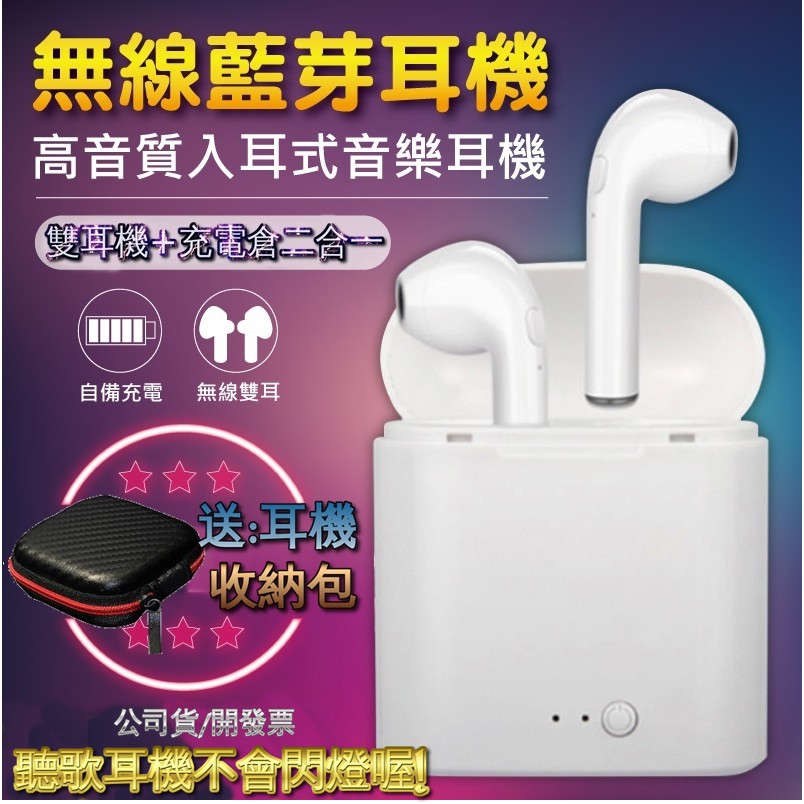 無線藍芽耳機
高音質入耳式音樂耳機
雙耳機+充電倉二合一
自備充電
無線雙耳
送:耳機
收納包
公司貨/開發票
聽歌耳機不會閃燈喔!